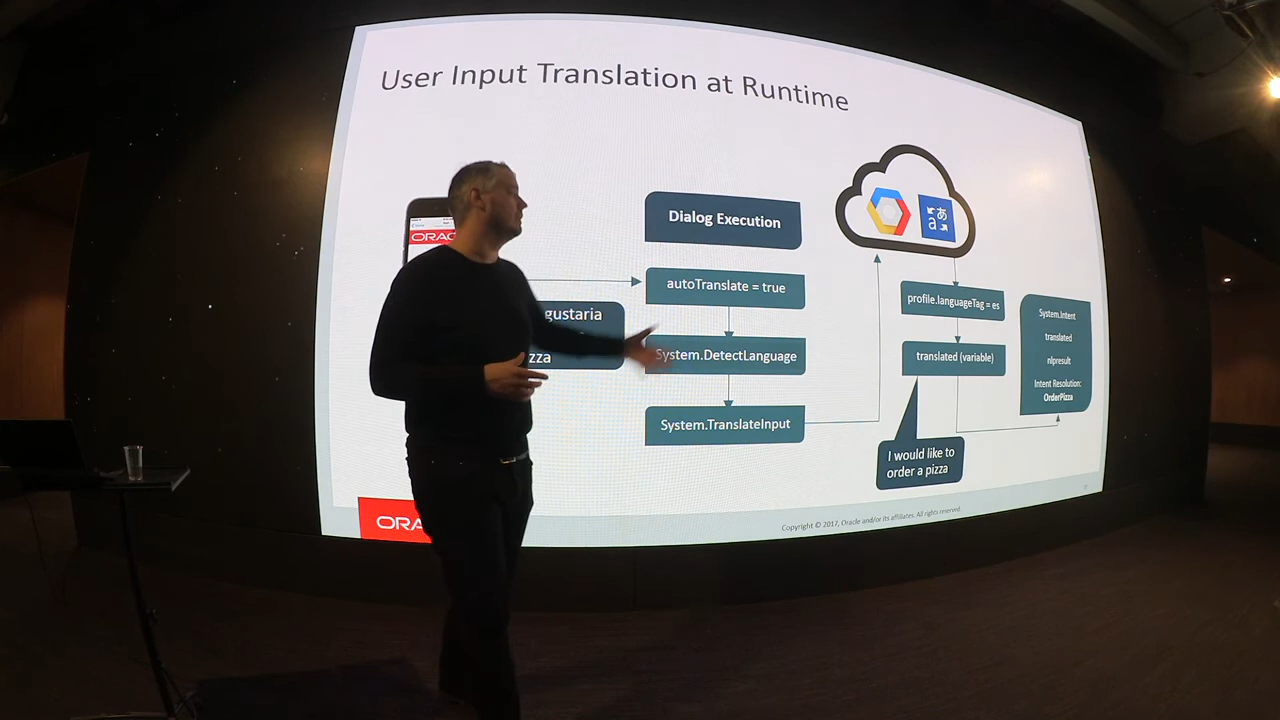 User Input Translation at Runtime
ORAC
Dialog Execution
autoTranslate = true
gustaria
zza
System.DetectLanguage
System.TranslateInput
あ
a
profile.languageTag = es
translated (variable)
I would like to
order a pizza
System.Intent
translated
nlpresult
Intent Resolution:
OrderPizza
ORA
Copyright © 2017, Oracle and/or its affiliates. All rights reserved.